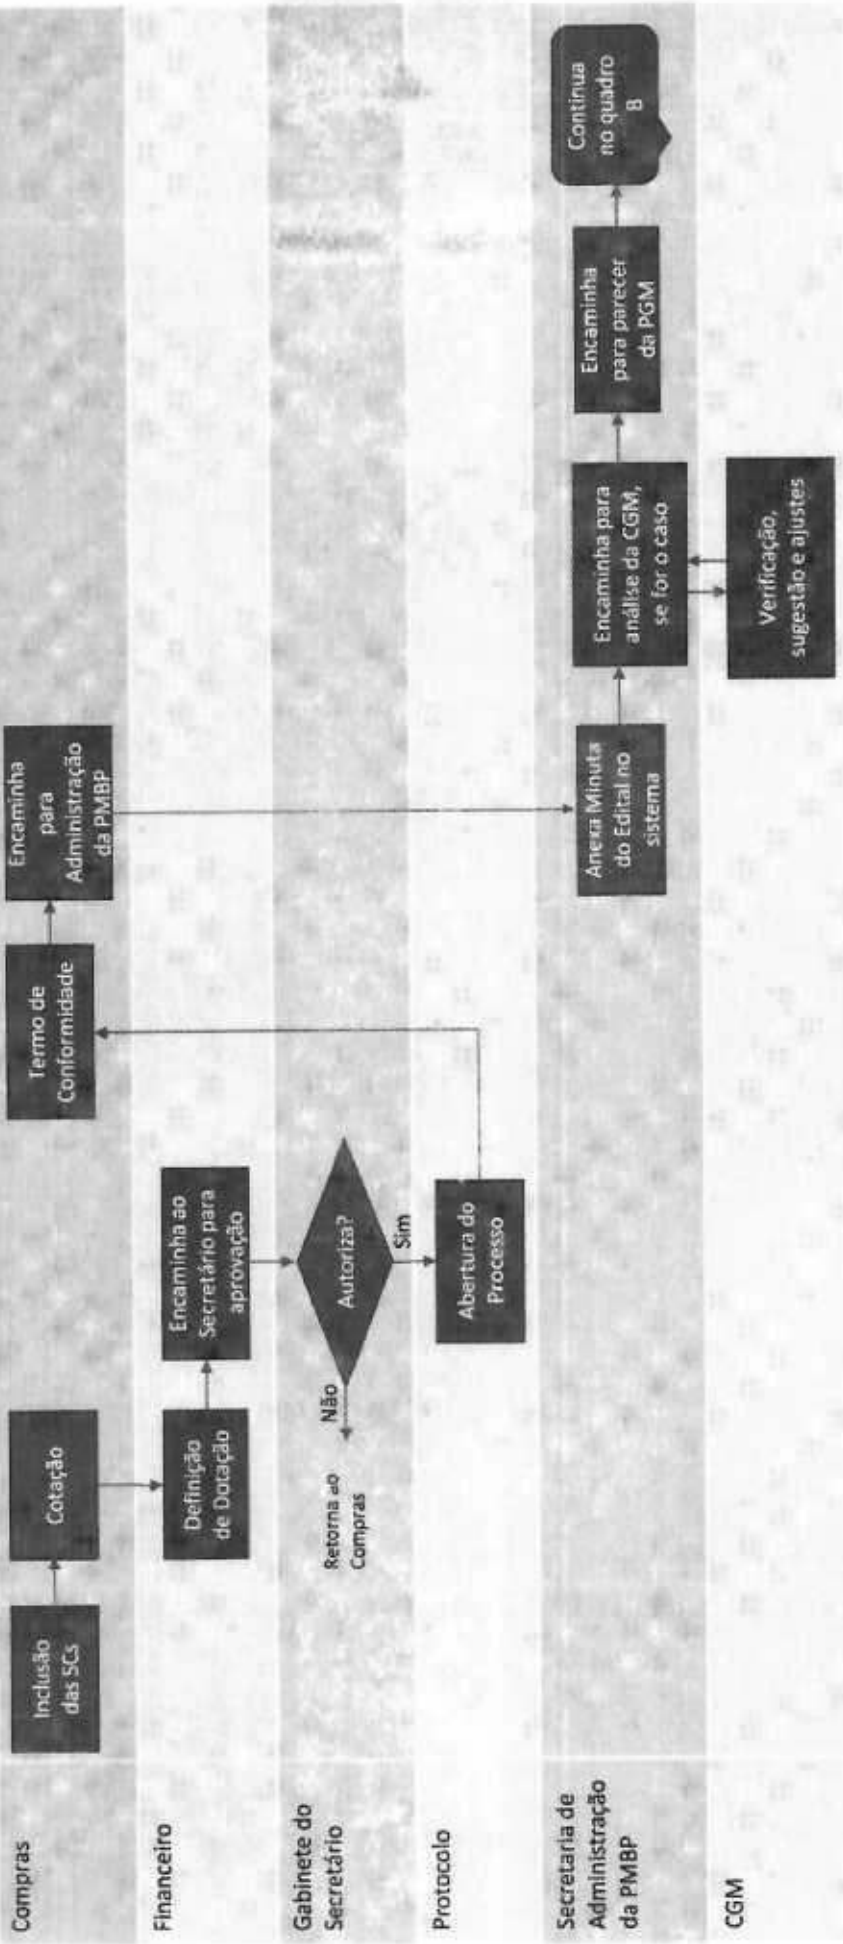 Compras
Inclusão
das SCs
Cotação
Termo de
Conformidade
Encaminha
para
Administração
da PMBP
Financeiro
Definição
de Dotação
Encaminha ao
Secretário para
aprovação
Gabinete do
Secretário
Retorna ao
Compras
Não
Autoriza?
Sim
Protocolo
Abertura do
Processo
Secretaria de
Administração
da PMBP
Anexa Minuta
do Edital no
sistema
Encaminha para
análise da CGM,
se for o caso
Encaminha
para parecer
da PGM
Continua
no quadro
B
CGM
Verificação,
sugestão e ajustes